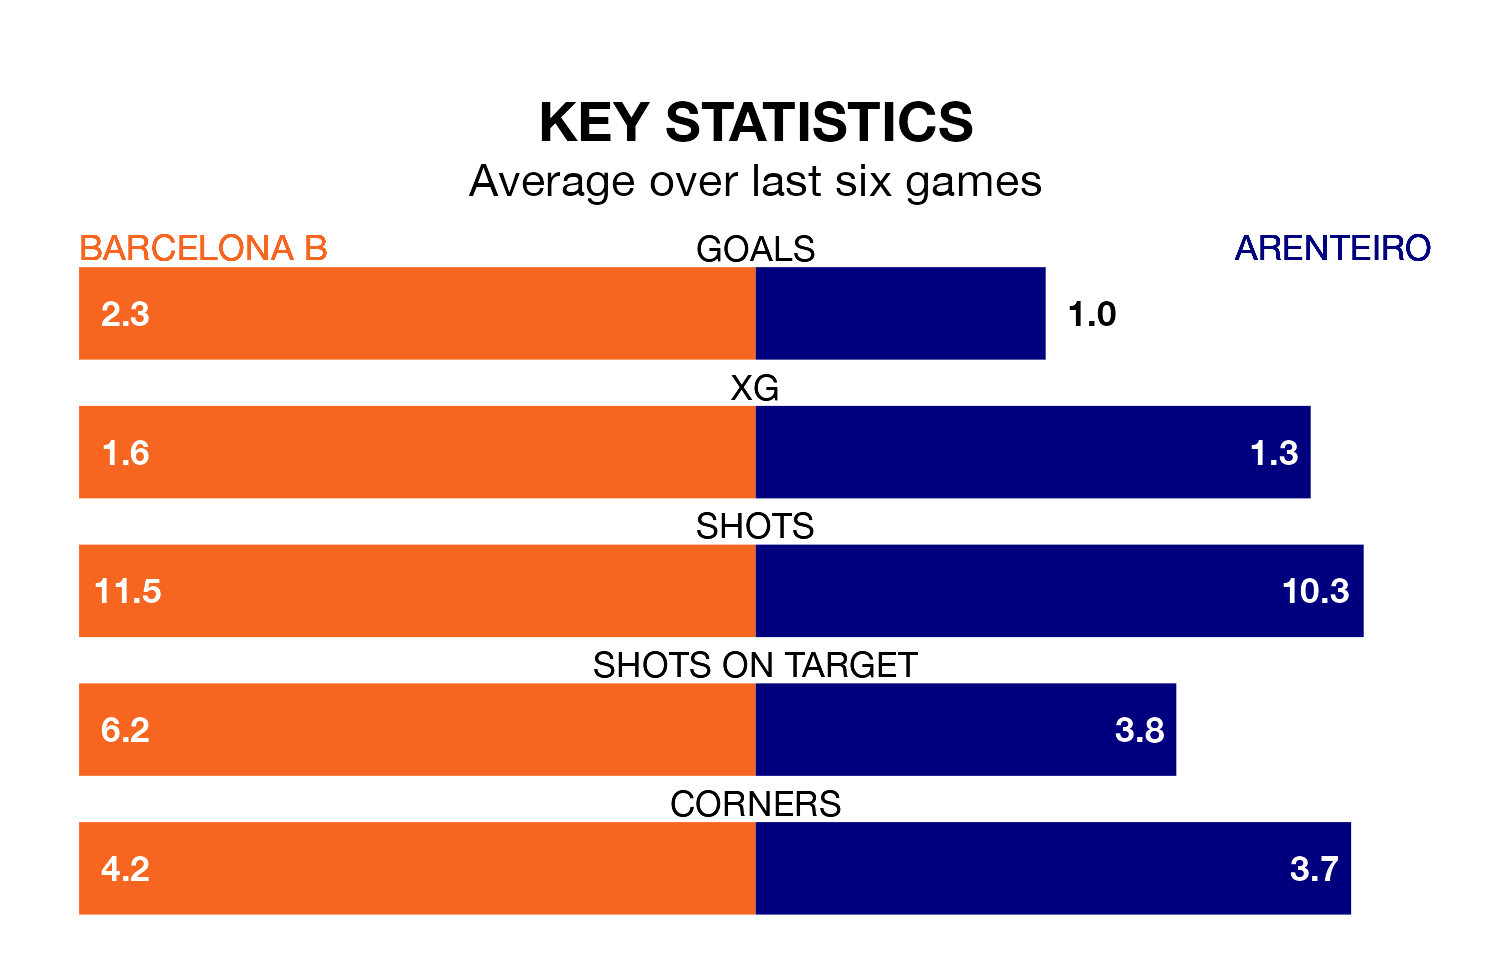 KEY STATISTICS
Average over last six games
BARCELONA B GOALS ARENTEIRO
2.3 1.0
XG
1.6 1.3
SHOTS
11.5 10.3
SHOTS ON TARGET
6.2 3.8
CORNERS
4.2 3.7